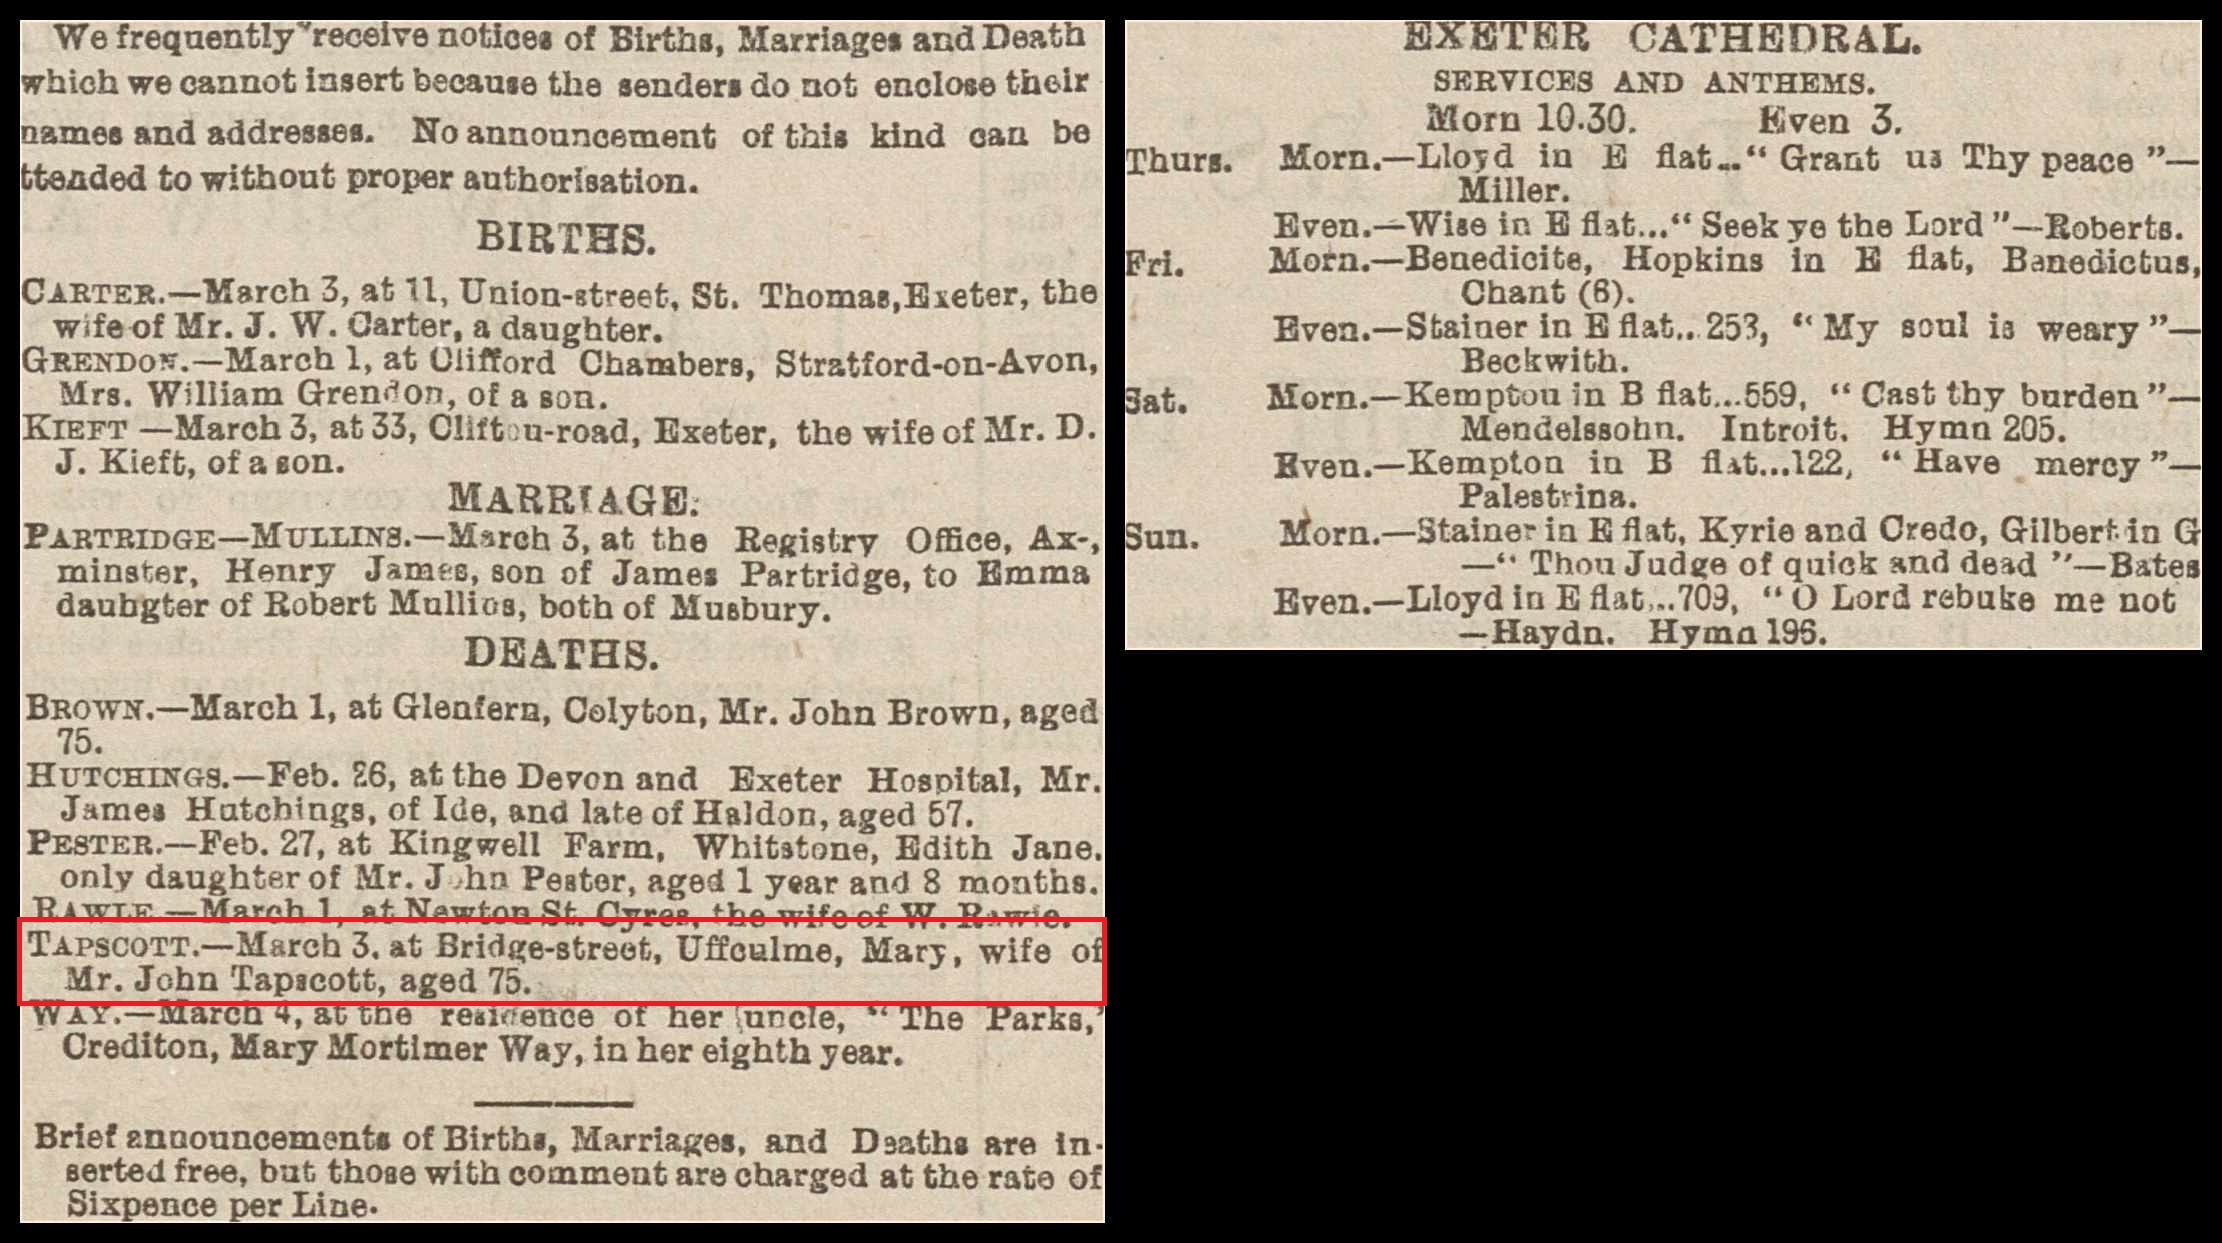 We frequently receive notices of Births, Marriages and Death
which we cannot insert because the senders do not enclose their
names and addresses. No announcement of this kind can be
ttended to without proper authorisation.
BIRTHS.
CARTER.—March 3, at 11, Union-street, St. Thomas, Exeter, the
wife of Mr. J. W. Carter, a daughter.
GRENDON.—March 1, at Clifford Chambers, Stratford-on-Avon,
Mrs. William Grendon, of a son.
KIEFT —March 3, at 33, Clifton-road, Exeter, the wife of Mr. D.
J. Kieft, of a son.
MARRIAGE.
PARTRIDGE—MULLINS.—March 3, at the Registry Office, Ax-,
minster, Henry James, son of James Partridge, to Emma
dauhgter of Robert Mullins, both of Musbury.
DEATHS.
BROWN.—March 1, at Glenfern, Colyton, Mr. John Brown, aged
75.
HUTCHINGS.—Feb. 26, at the Devon and Exeter Hospital, Mr.
James Hutchings, of Ide, and late of Haldon, aged 57.
PESTER.—Feb. 27, at Kingwell Farm, Whitstone, Edith Jane.
only daughter of Mr. John Pester, aged 1 year and 8 months.
RAWLE.—March 1, at Newton St. Cyres, the wife of W. Rawle.
TAPSCOTT.—March 3, at Bridge-street, Uffculme, Mary, wife of
Mr. John Tapscott, aged 75.
WAY.—March 4, at the residence of her uncle, “The Parks,’
Crediton, Mary Mortimer Way, in her eighth year.
Brief announcements of Births, Marriages, and Deaths are in-
serted free, but those with comment are charged at the rate of
Sixpence per Line.
EXETER CATHEDRAL.
SERVICES AND ANTHEMS.
Morn 10.30. Even 3.
Thurs. Morn.—Lloyd in E flat...“Grant us Thy peace”—
Miller.
Even.—Wise in E flat...“Seek ye the Lord”—Roberts.
Fri. Morn.—Benedicite, Hopkins in E flat, Benedictus,
Chant (6).
Even.—Stainer in E flat...253, “My soul is weary”—
Beckwith.
Sat. Morn.—Kempton in B flat...559, “Cast thy burden”—
Mendelssohn. Introit. Hymn 205.
Even.—Kempton in B flat...122, “Have mercy”—
Palestrina.
Sun. Morn.—Stainer in E flat, Kyrie and Credo, Gilbert in G
—“Thou Judge of quick and dead”—Bates
Even.—Lloyd in E flat...709, “O Lord rebuke me not
—Haydn. Hymn 196.